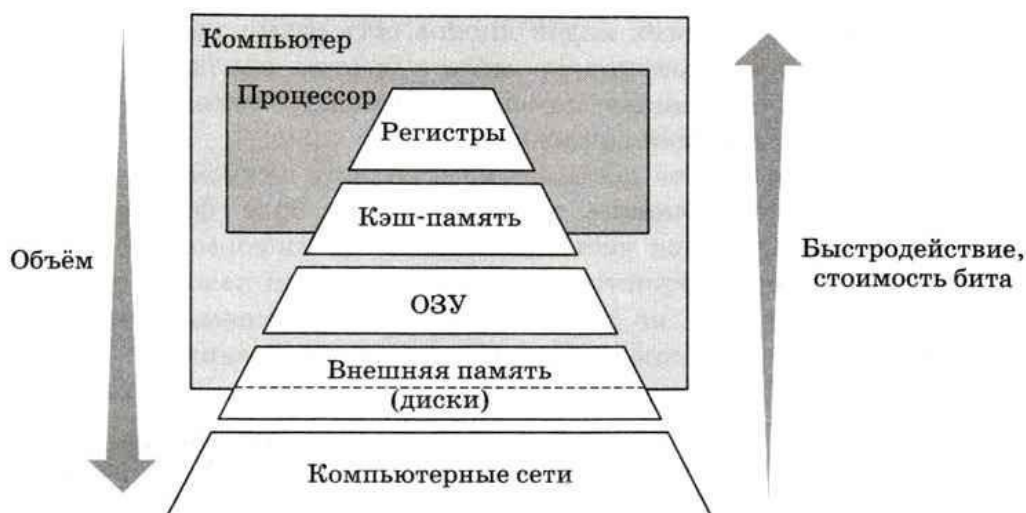 Компьютер
Процессор
Регистры
Кэш-память
Объём
Быстродействие,
стоимость бита
ОЗУ
Внешняя память
(диски)
Компьютерные сети